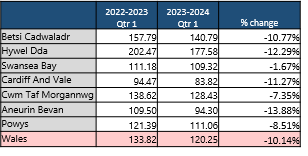 2022-2023 Qtr 1 2023-2024 Qtr 1 % change
Betsi Cadwaladr 157.79 140.79 -10.77%
Hywel Dda 202.47 177.58 -12.29%
Swansea Bay 111.18 109.32 -1.67%
Cardiff And Vale 94.47 83.82 -11.27%
Cwm Taf Morgannwg 138.62 128.43 -7.35%
Aneurin Bevan 109.50 94.30 -13.88%
Powys 121.39 111.06 -8.51%
Wales 133.82 120.25 -10.14%